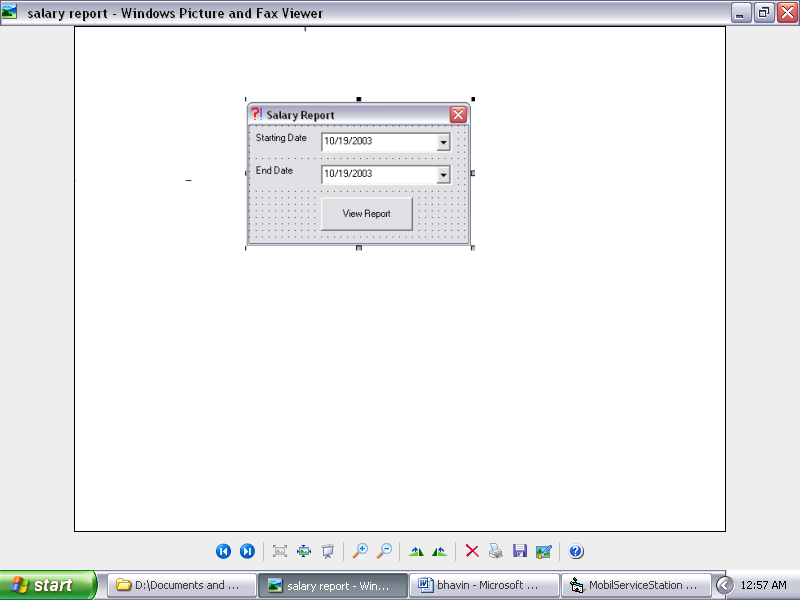 salary report - Windows Picture and Fax Viewer
Salary Report
Starting Date 10/19/2003
End Date 10/19/2003
View Report
start D:\Documents and ... salary report - Win... bhavin - Microsoft ... MobilServiceStation ... 12:57 AM